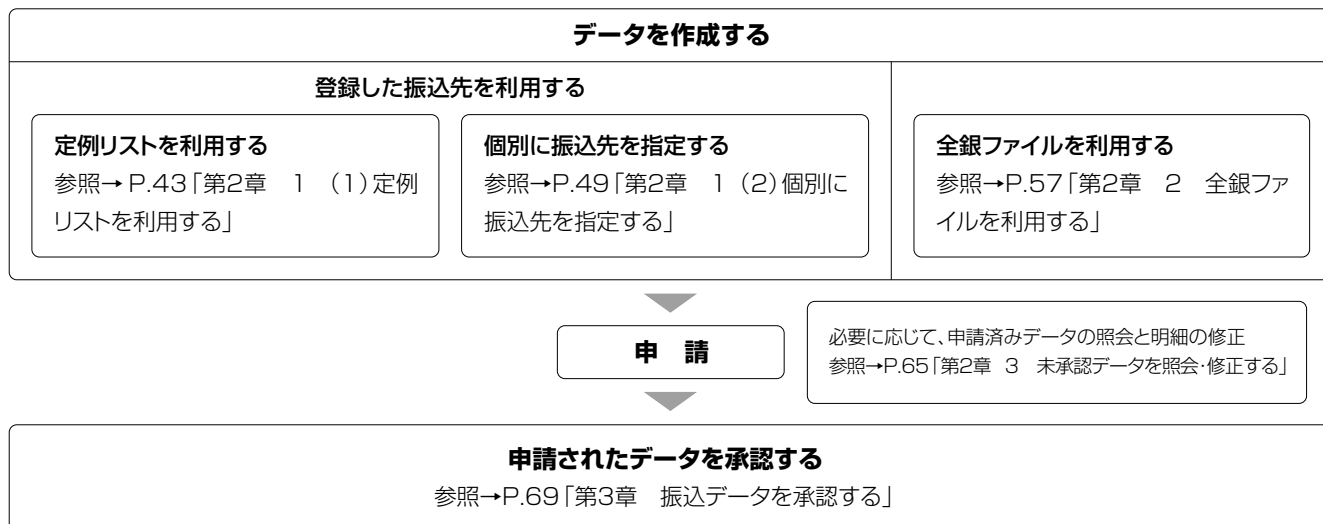 データを作成する
登録した振込先を利用する
定例リストを利用する
参照→ P.43「第2章　1　(1)定例
リストを利用する」
個別に振込先を指定する
参照→P.49「第2章　1 (2)個別に
振込先を指定する」
全銀ファイルを利用する
参照→P.57「第2章　2　全銀ファ
イルを利用する」
申　請
必要に応じて、申請済みデータの照会と明細の修正
参照→P.65「第2章 3　未承認データを照会・修正する」
申請されたデータを承認する
参照→P.69「第3章　振込データを承認する」